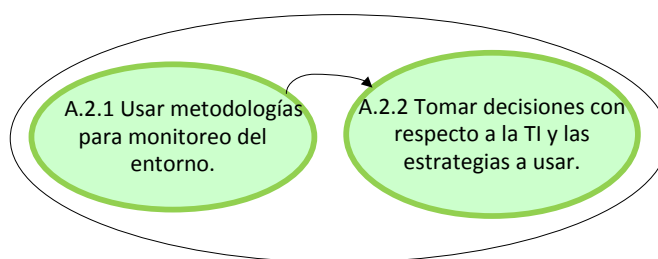 A.2.1 Usar metodologías
para monitoreo del
entorno.
A.2.2 Tomar decisiones con
respecto a la TI y las
estrategias a usar.